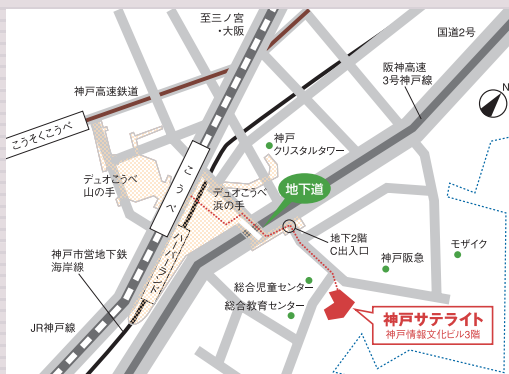 至三ノ宮
・大阪
国道2号
阪神高速
3号神戸線
N
神戸高速鉄道
こうそくこうべ
神戸
クリスタルタワー
こうべ
デュオこうべ
山の手
デュオこうべ
浜の手
地下道
地下2階
C出入口
モザイク
神戸阪急
神戸市営地下鉄
海岸線
ハーバーランド
総合児童センター
総合教育センター
JR神戸線
神戸サテライト
神戸情報文化ビル3階